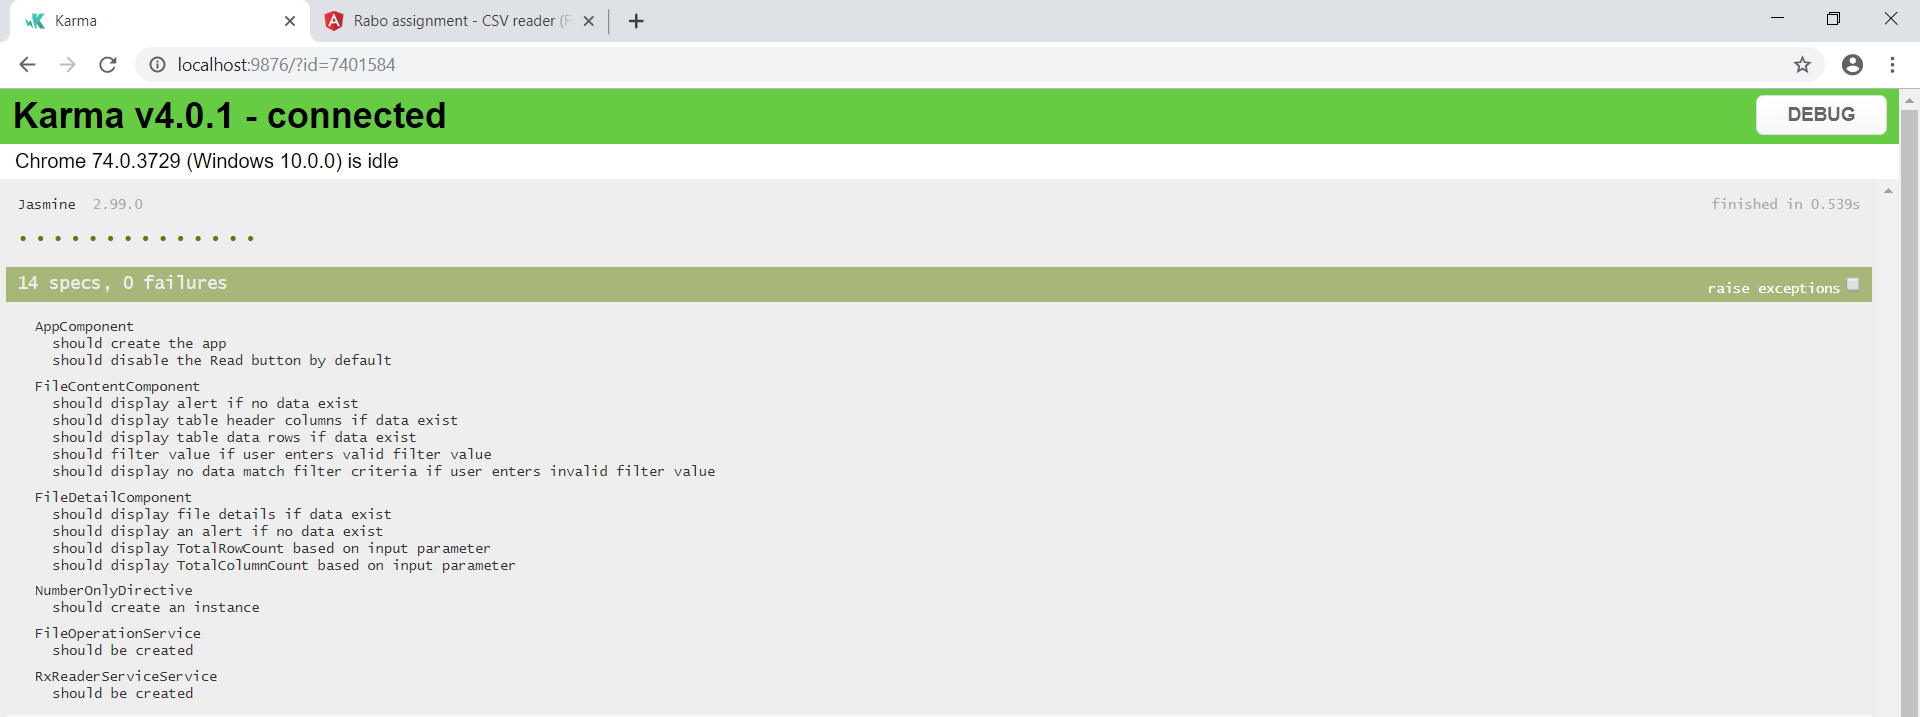 Karma
Rabo assignment - CSV reader (F
localhost:9876/?id=7401584
Karma v4.0.1 - connected
DEBUG
Chrome 74.0.3729 (Windows 10.0.0) is idle
Jasmine 2.99.0
finished in 0.539s
14 specs, 0 failures
raise exceptions
AppComponent
should create the app
should disable the Read button by default
FileContentComponent
should display alert if no data exist
should display table header columns if data exist
should display table data rows if data exist
should filter value if user enters valid filter value
should display no data match filter criteria if user enters invalid filter value
FileDetailComponent
should display file details if data exist
should display an alert if no data exist
should display TotalRowCount based on input parameter
should display TotalColumnCount based on input parameter
NumberOnlyDirective
should create an instance
FileOperationService
should be created
RxReaderServiceService
should be created